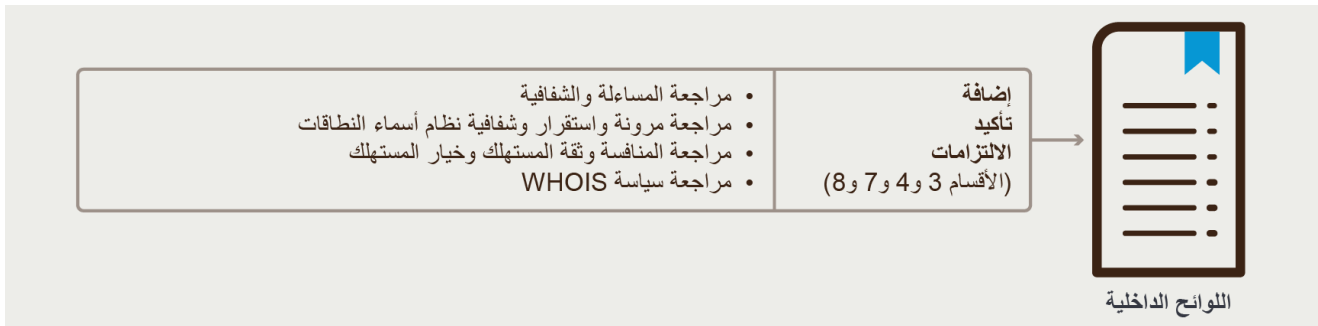 إضافة
تأكيد
الالتزامات
(الأقسام 3 و4 و7 و8)
• مراجعة المساءلة والشفافية
• مراجعة مرونة واستقرار وشفافية نظام أسماء النطاقات
• مراجعة المنافسة وثقة المستهلك وخيار المستهلك
• مراجعة سياسة WHOIS
اللوائح الداخلية